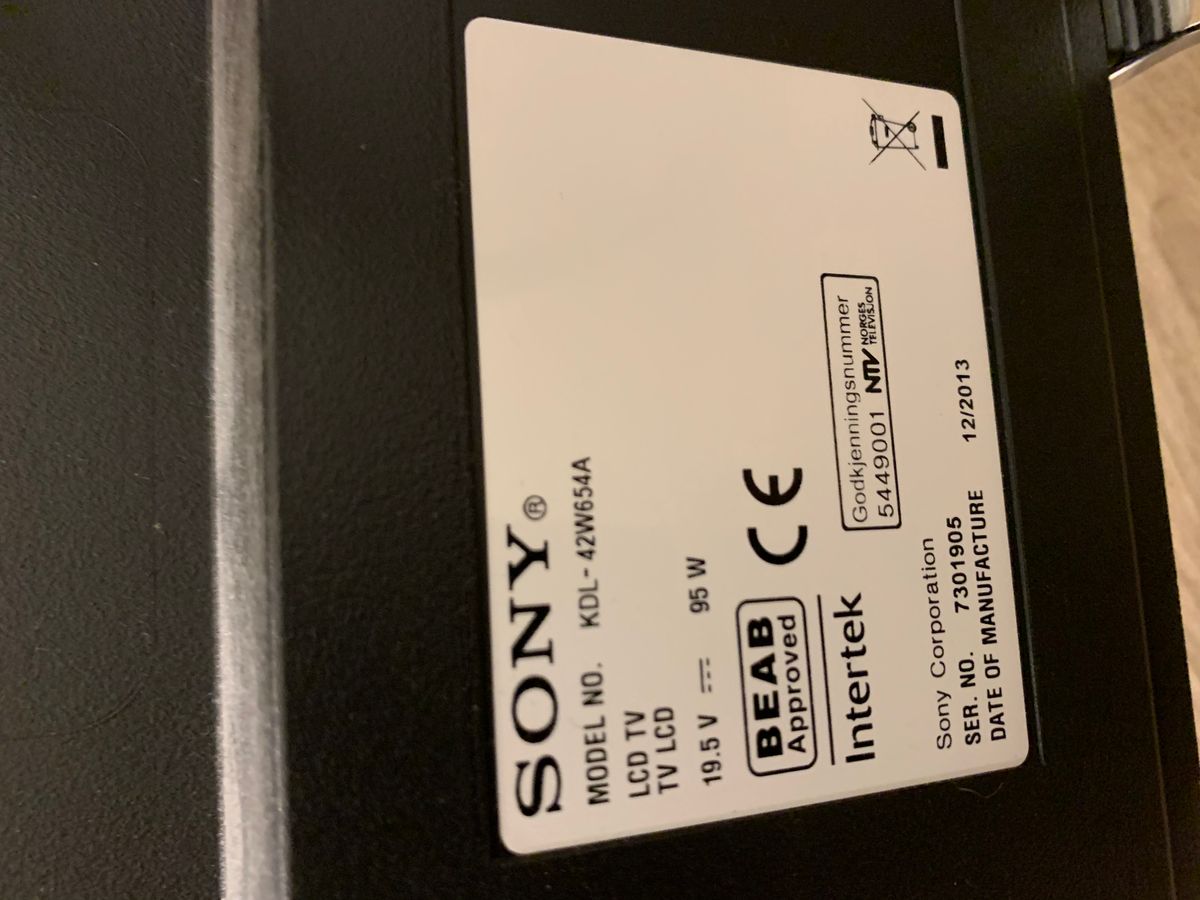 SONY®
MODEL NO. KDL-42W654A
LCD TV
TV LCD
19.5 V ⎓ 95 W
BEAB
Approved
CE
Intertek
Godkjenningsnummer
5449001 NTV NORGES
TELEVISJON
Sony Corporation
SER. NO. 7301905
DATE OF MANUFACTURE 12/2013